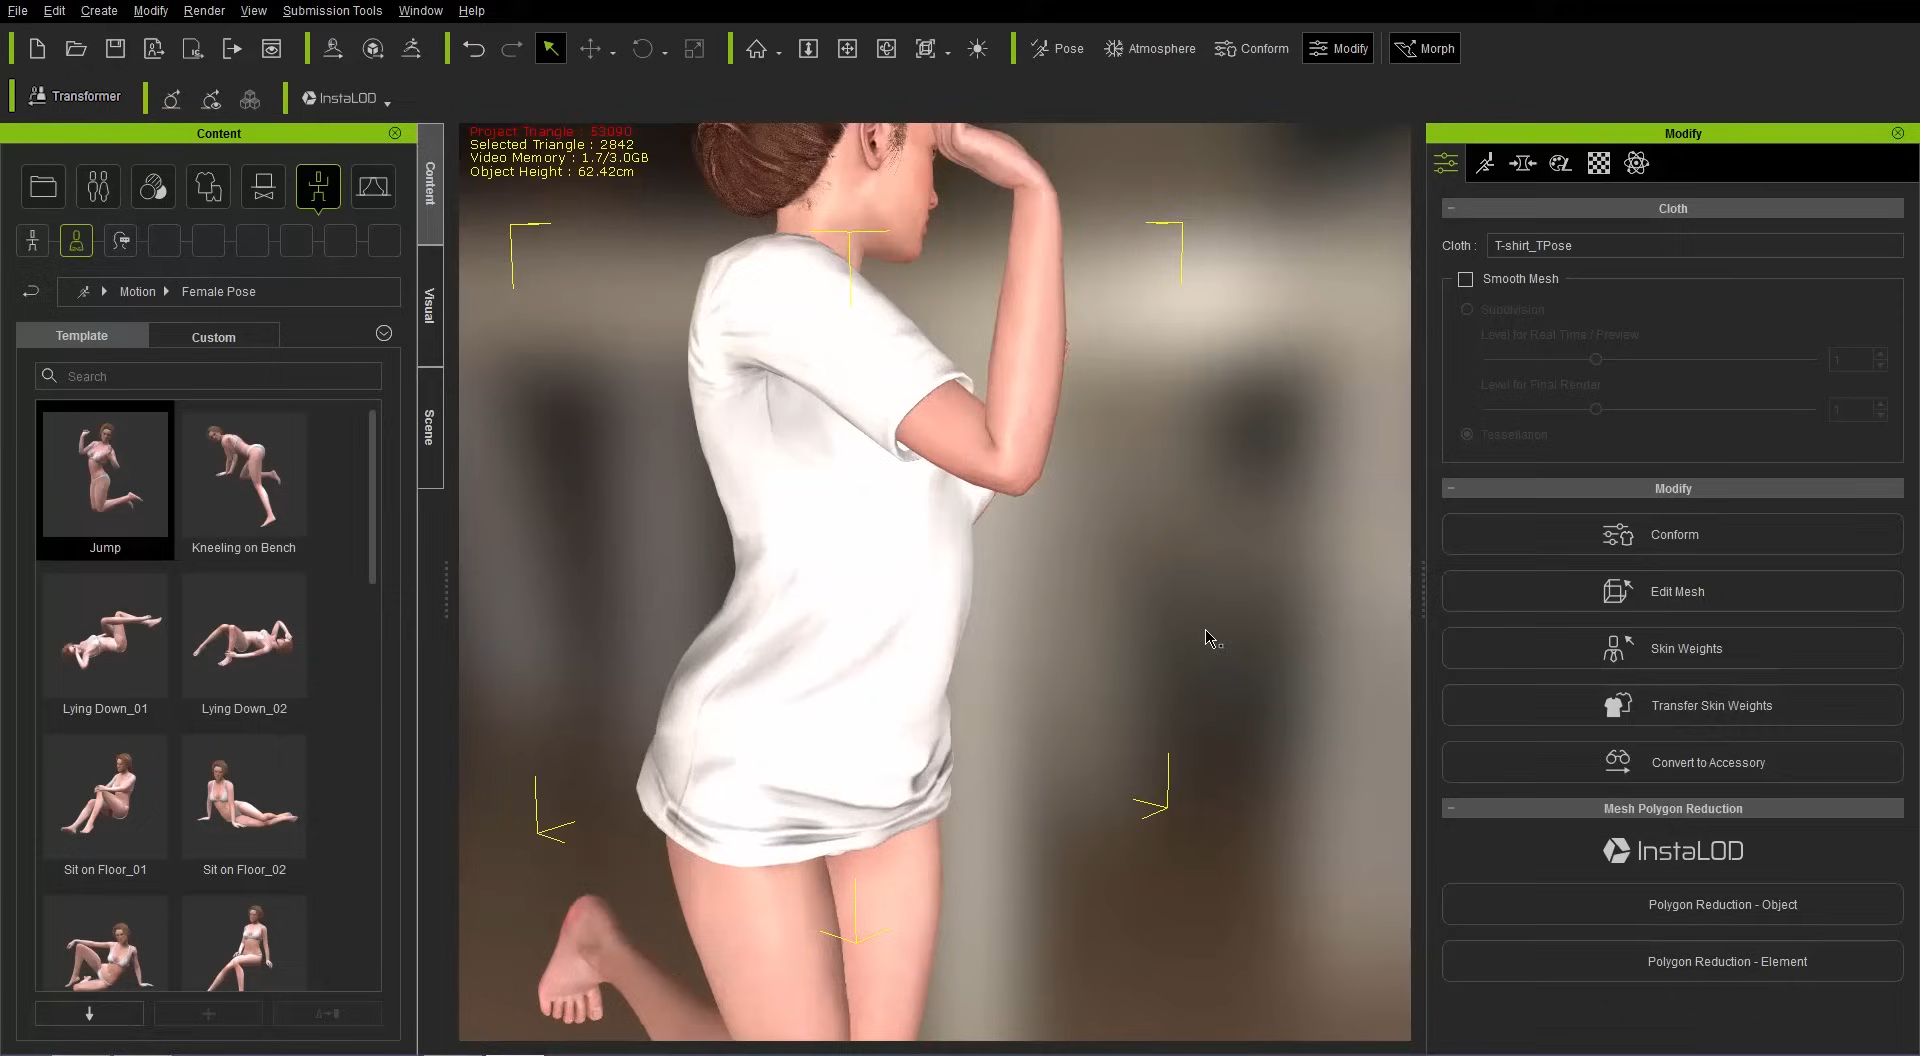 File Edit Create Modify Render View Submission Tools Window Help
Pose Atmosphere Conform Modify Morph
Transformer InstaLOD
Content
Content
Visual
Scene
Motion Female Pose
Template Custom
Search
Jump Kneeling on Bench
Lying Down_01 Lying Down_02
Sit on Floor_01 Sit on Floor_02
Project Triangle : 53090
Selected Triangle : 2842
Video Memory : 1.7/3.0GB
Object Height : 62.42cm
Modify
Cloth
Cloth : T-shirt_TPose
Smooth Mesh
Subdivision
Level for Real Time / Preview
1
Level for Final Render
1
Tessellation
Modify
Conform
Edit Mesh
Skin Weights
Transfer Skin Weights
Convert to Accessory
Mesh Polygon Reduction
InstaLOD
Polygon Reduction - Object
Polygon Reduction - Element